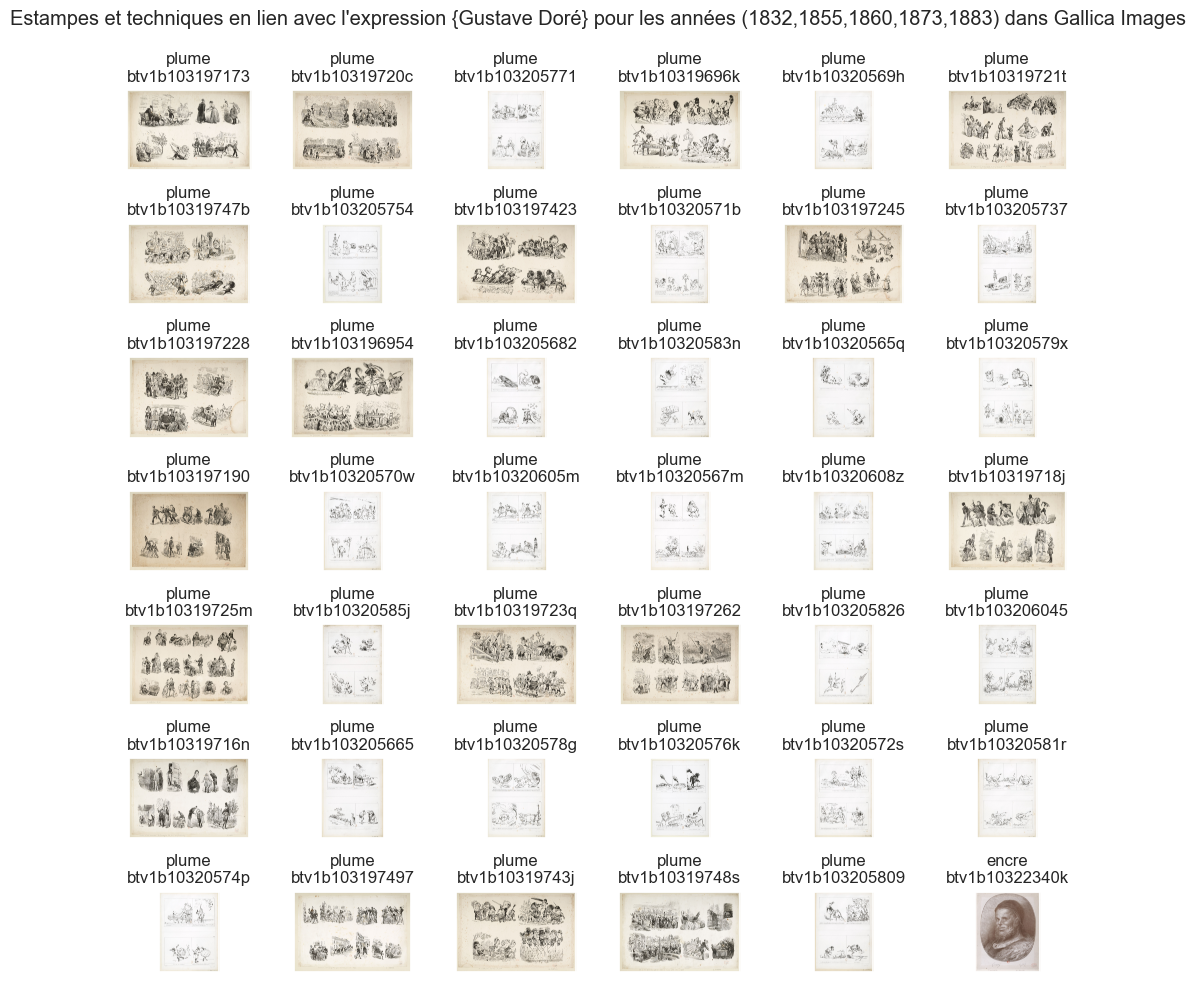 Estampes et techniques en lien avec l'expression {Gustave Doré} pour les années (1832,1855,1860,1873,1883) dans Gallica Images
plume plume plume plume plume plume
btv1b103197173 btv1b10319720c btv1b103205771 btv1b10319696k btv1b10320569h btv1b10319721t
plume plume plume plume plume plume
btv1b10319747b btv1b103205754 btv1b103197423 btv1b10320571b btv1b103197245 btv1b103205737
plume plume plume plume plume plume
btv1b103197228 btv1b103196954 btv1b103205682 btv1b10320583n btv1b10320565q btv1b10320579x
plume plume plume plume plume plume
btv1b103197190 btv1b10320570w btv1b10320605m btv1b10320567m btv1b10320608z btv1b10319718j
plume plume plume plume plume plume
btv1b10319725m btv1b10320585j btv1b10319723q btv1b103197262 btv1b103205826 btv1b103206045
plume plume plume plume plume plume
btv1b10319716n btv1b103205665 btv1b10320578g btv1b10320576k btv1b10320572s btv1b10320581r
plume plume plume plume plume encre
btv1b10320574p btv1b103197497 btv1b10319743j btv1b10319748s btv1b103205809 btv1b10322340k